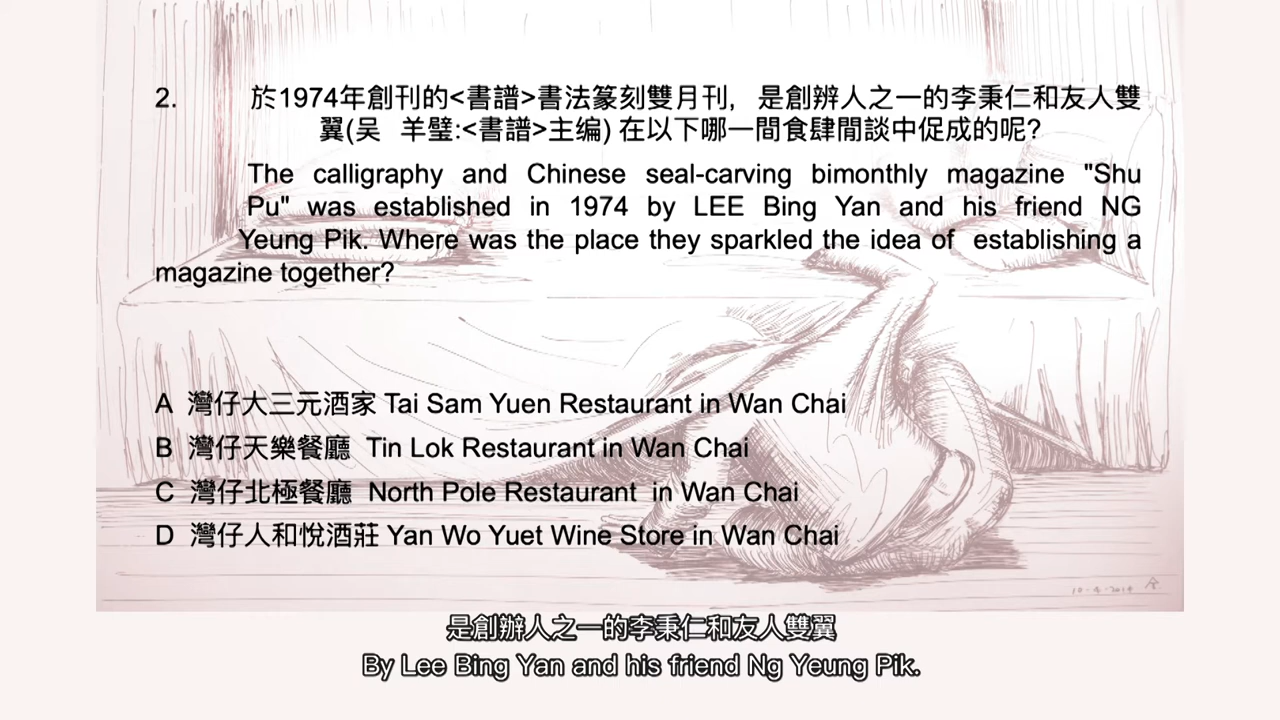 2. 於1974年創刊的<書譜>書法篆刻雙月刊, 是創辨人之一的李秉仁和友人雙
翼(吴 羊璧:<書譜>主编) 在以下哪一間食肆閒談中促成的呢?
The calligraphy and Chinese seal-carving bimonthly magazine "Shu
Pu" was established in 1974 by LEE Bing Yan and his friend NG
Yeung Pik. Where was the place they sparkled the idea of establishing a
magazine together?
A 灣仔大三元酒家 Tai Sam Yuen Restaurant in Wan Chai
B 灣仔天樂餐廳 Tin Lok Restaurant in Wan Chai
C 灣仔北極餐廳 North Pole Restaurant in Wan Chai
D 灣仔人和悅酒莊 Yan Wo Yuet Wine Store in Wan Chai
是創辦人之一的李秉仁和友人雙翼
By Lee Bing Yan and his friend Ng Yeung Pik.